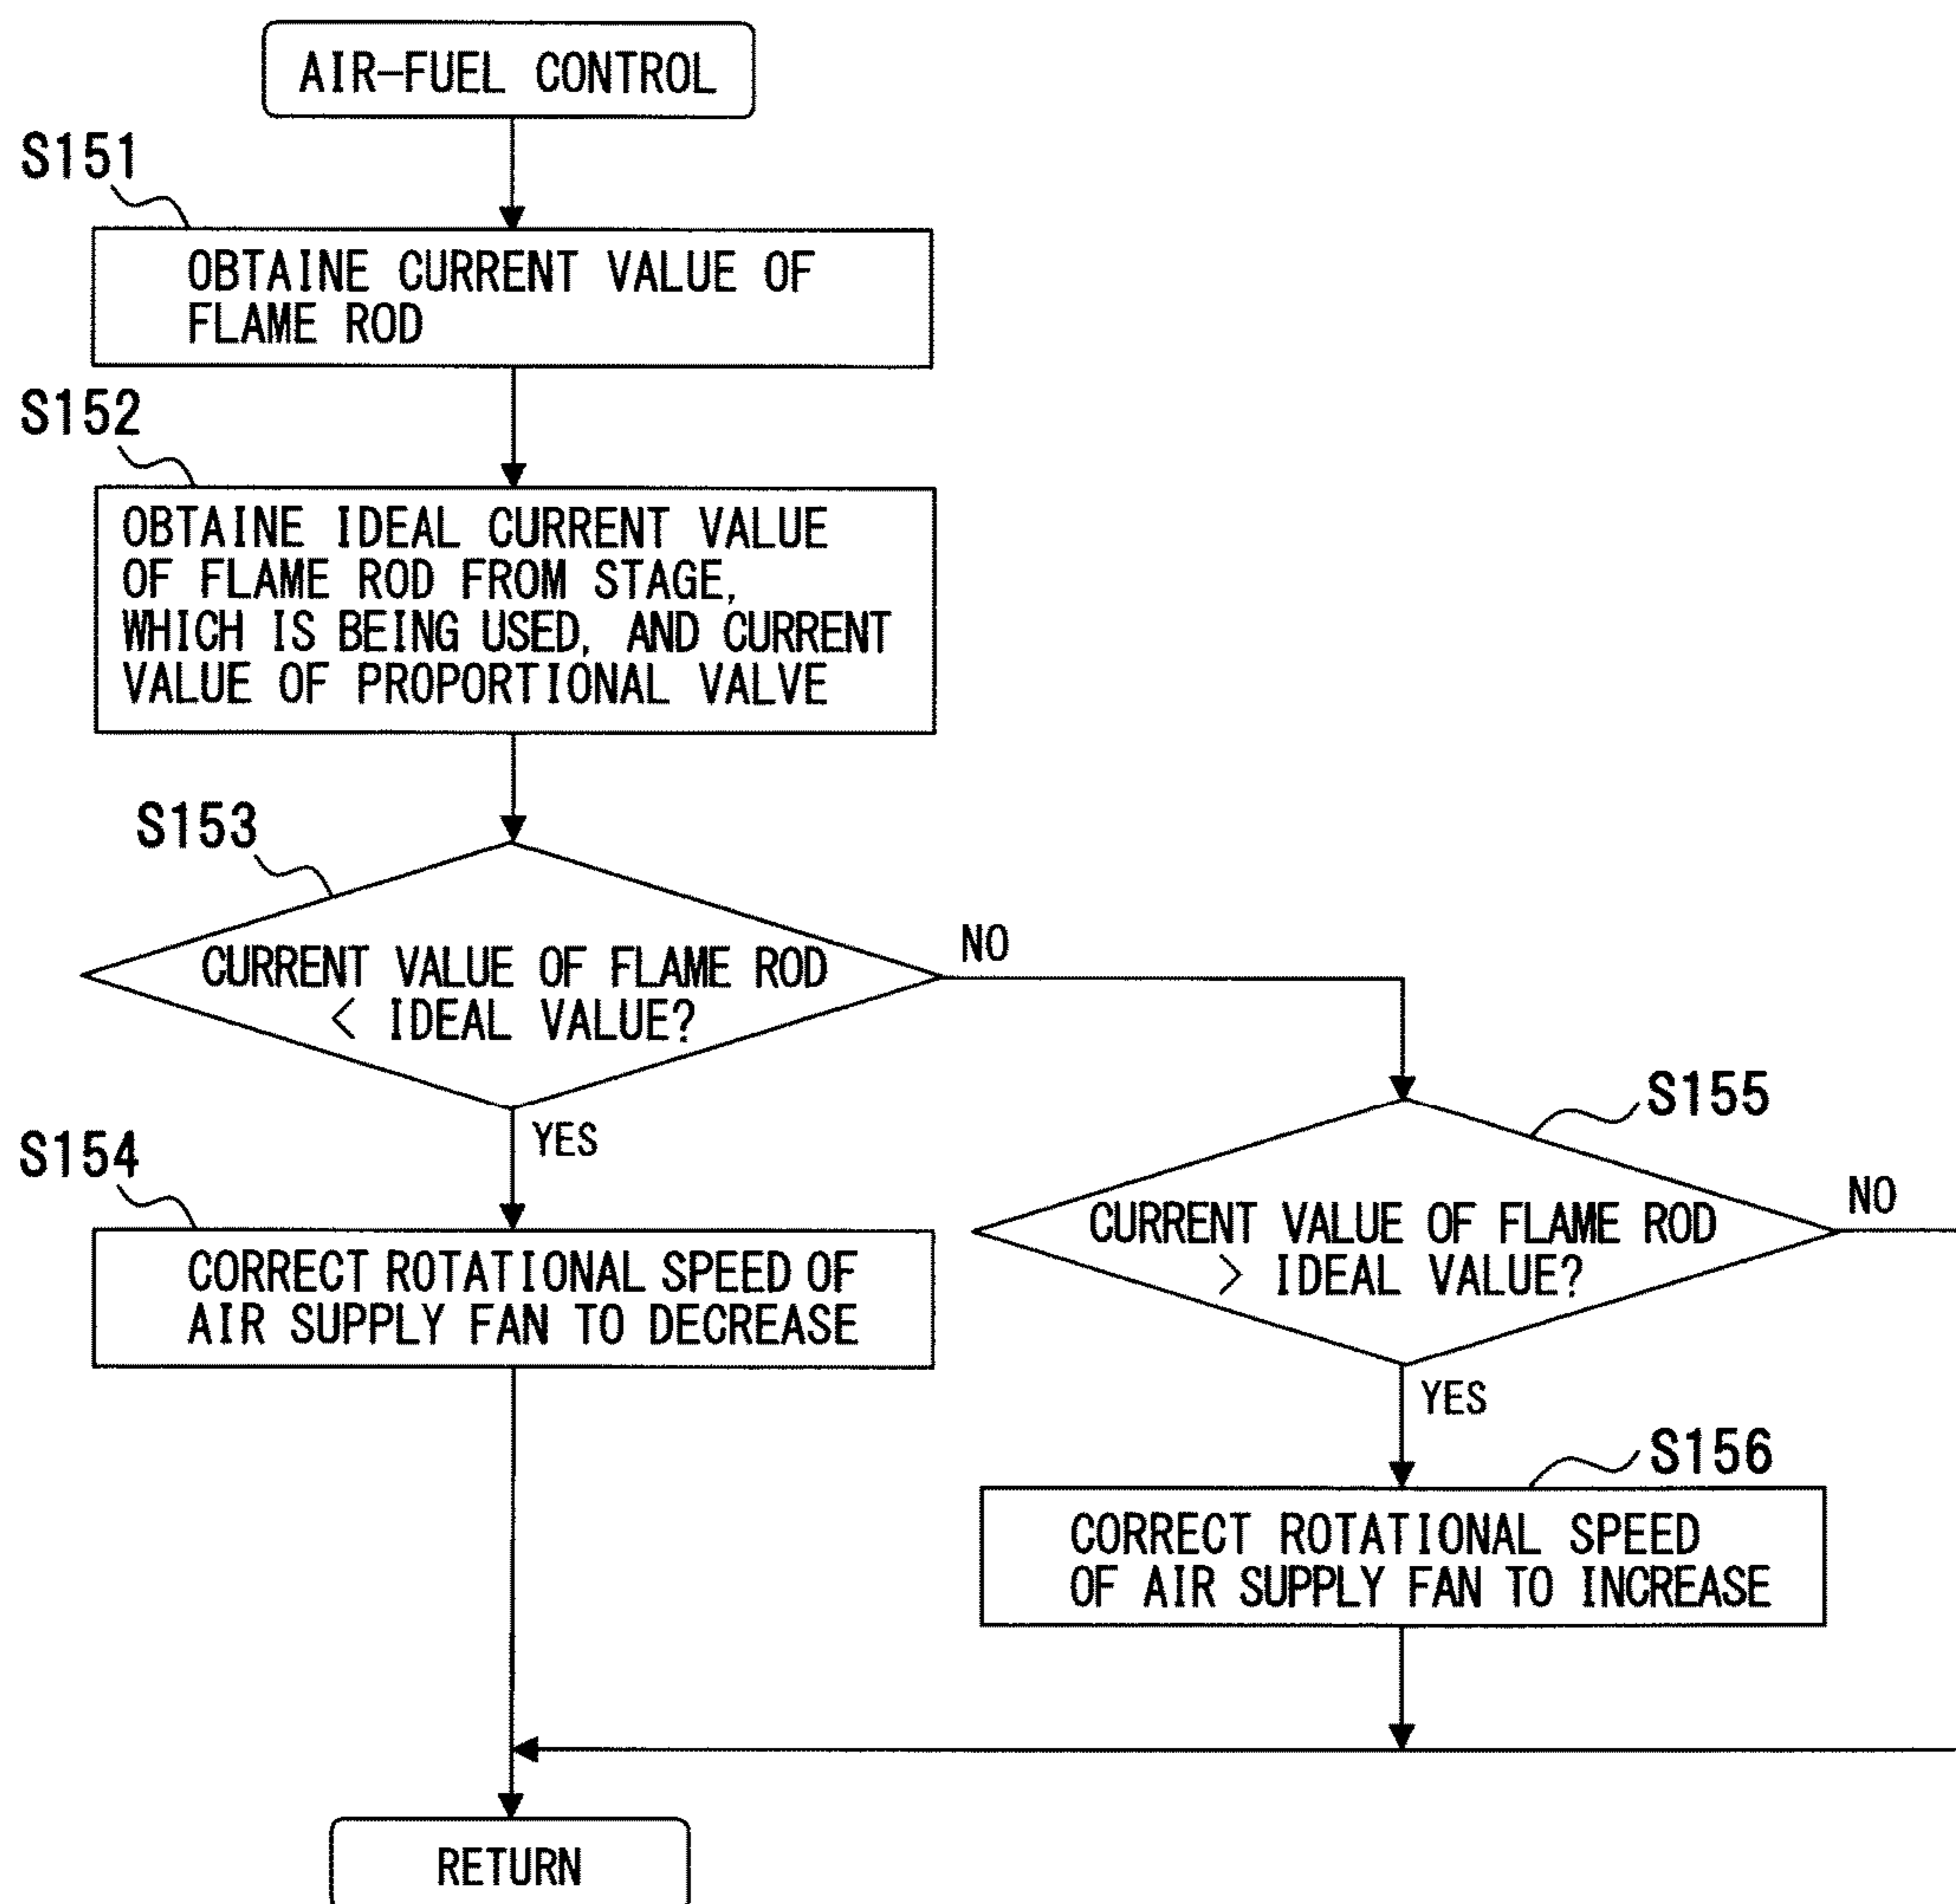 AIR-FUEL CONTROL
S151
OBTAINE CURRENT VALUE OF
FLAME ROD
S152
OBTAINE IDEAL CURRENT VALUE
OF FLAME ROD FROM STAGE,
WHICH IS BEING USED, AND CURRENT
VALUE OF PROPORTIONAL VALVE
S153
CURRENT VALUE OF FLAME ROD
< IDEAL VALUE?
NO
YES
S154
CORRECT ROTATIONAL SPEED OF
AIR SUPPLY FAN TO DECREASE
S155
CURRENT VALUE OF FLAME ROD
> IDEAL VALUE?
NO
YES
S156
CORRECT ROTATIONAL SPEED
OF AIR SUPPLY FAN TO INCREASE
RETURN